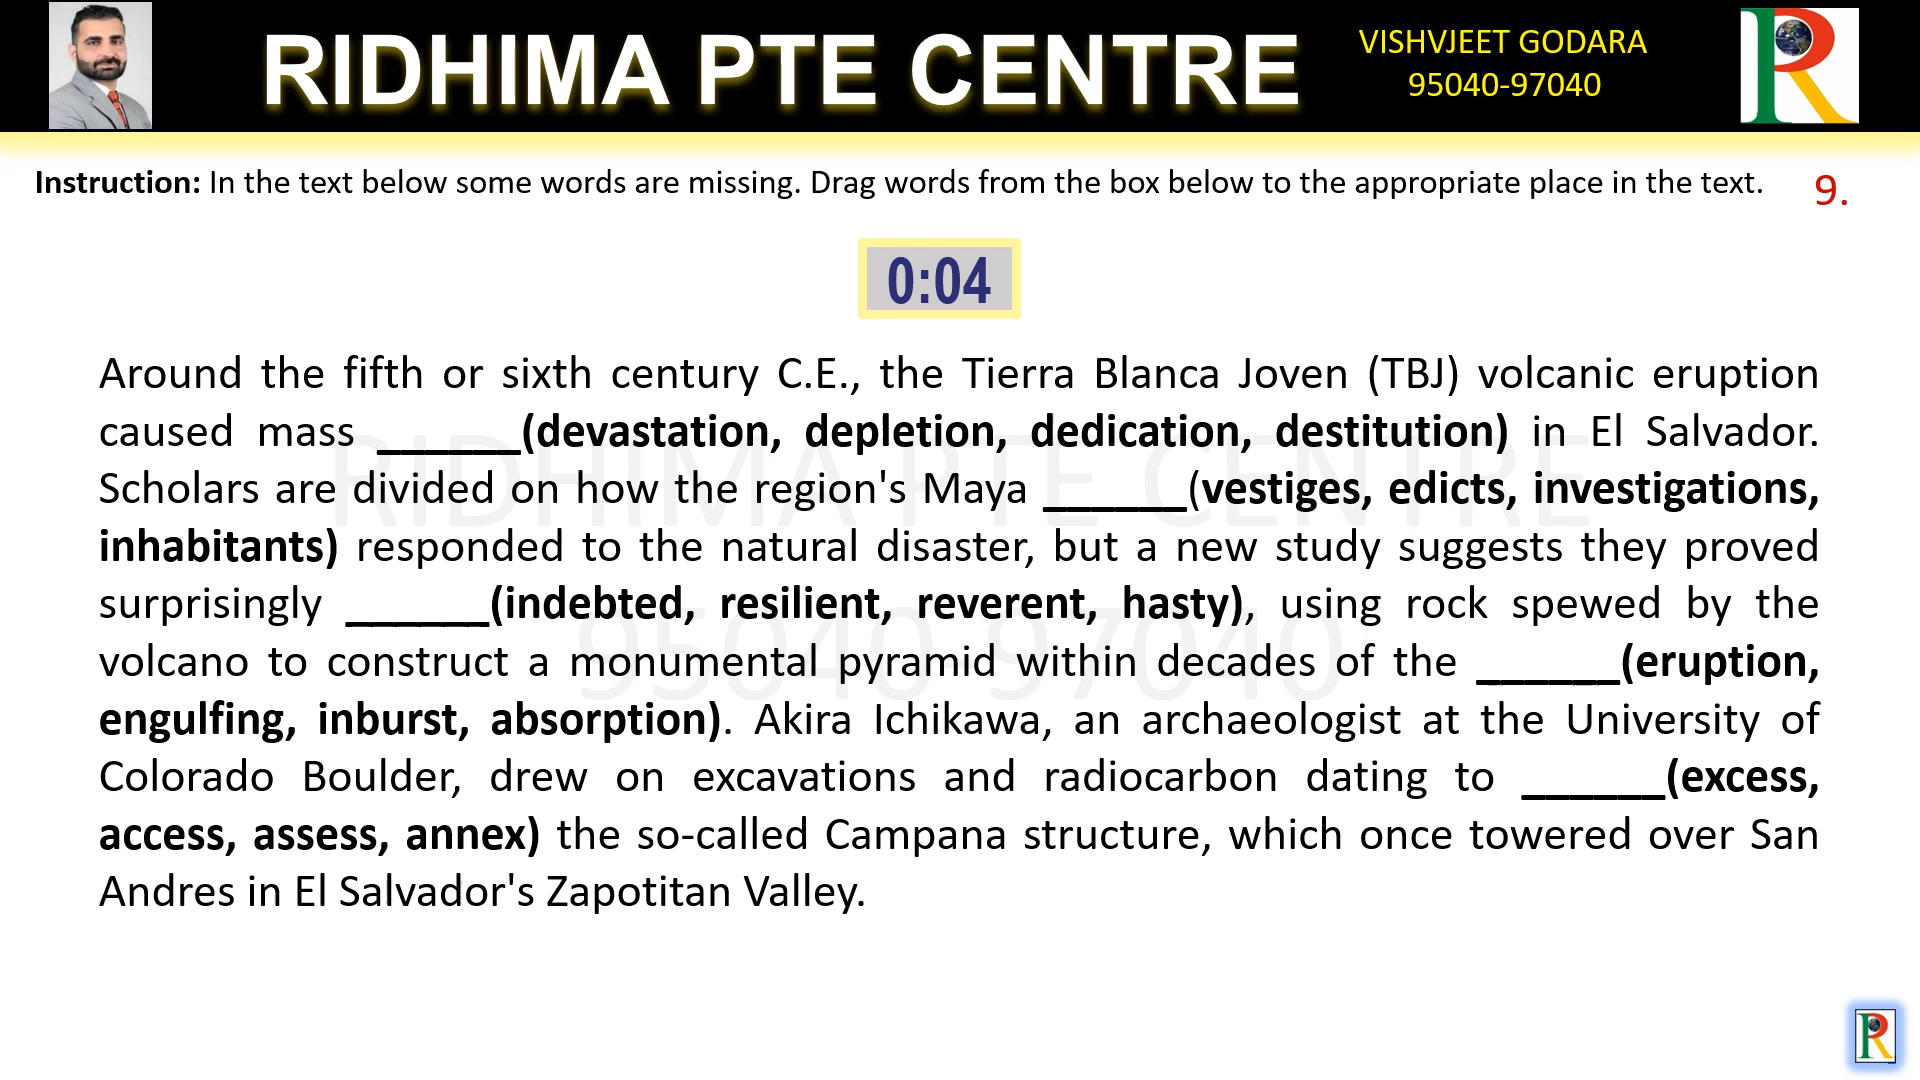 RIDHIMA PTE CENTRE
VISHVJEET GODARA
95040-97040
Instruction: In the text below some words are missing. Drag words from the box below to the appropriate place in the text.
9.
0:04
Around the fifth or sixth century C.E., the Tierra Blanca Joven (TBJ) volcanic eruption
caused mass ______(devastation, depletion, dedication, destitution) in El Salvador.
Scholars are divided on how the region's Maya ______(vestiges, edicts, investigations,
inhabitants) responded to the natural disaster, but a new study suggests they proved
surprisingly ______(indebted, resilient, reverent, hasty), using rock spewed by the
volcano to construct a monumental pyramid within decades of the ______(eruption,
engulfing, inburst, absorption). Akira Ichikawa, an archaeologist at the University of
Colorado Boulder, drew on excavations and radiocarbon dating to ______(excess,
access, assess, annex) the so-called Campana structure, which once towered over San
Andres in El Salvador's Zapotitan Valley.
RIDHIMA PTE CENTRE
95040 97040